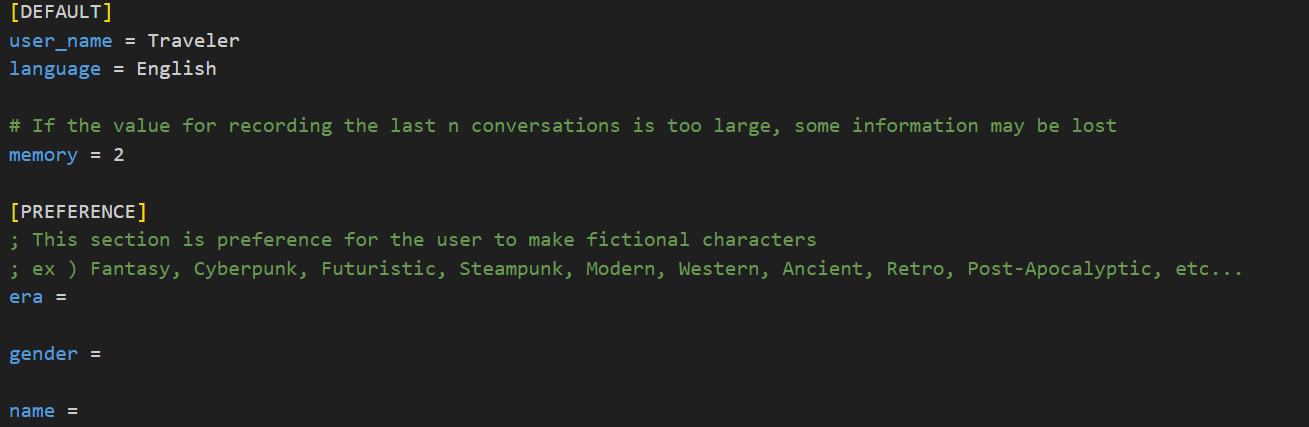 [DEFAULT]
user_name = Traveler
language = English
# If the value for recording the last n conversations is too large, some information may be lost
memory = 2
[PREFERENCE]
; This section is preference for the user to make fictional characters
; ex ) Fantasy, Cyberpunk, Futuristic, Steampunk, Modern, Western, Ancient, Retro, Post-Apocalyptic, etc...
era =
gender =
name =